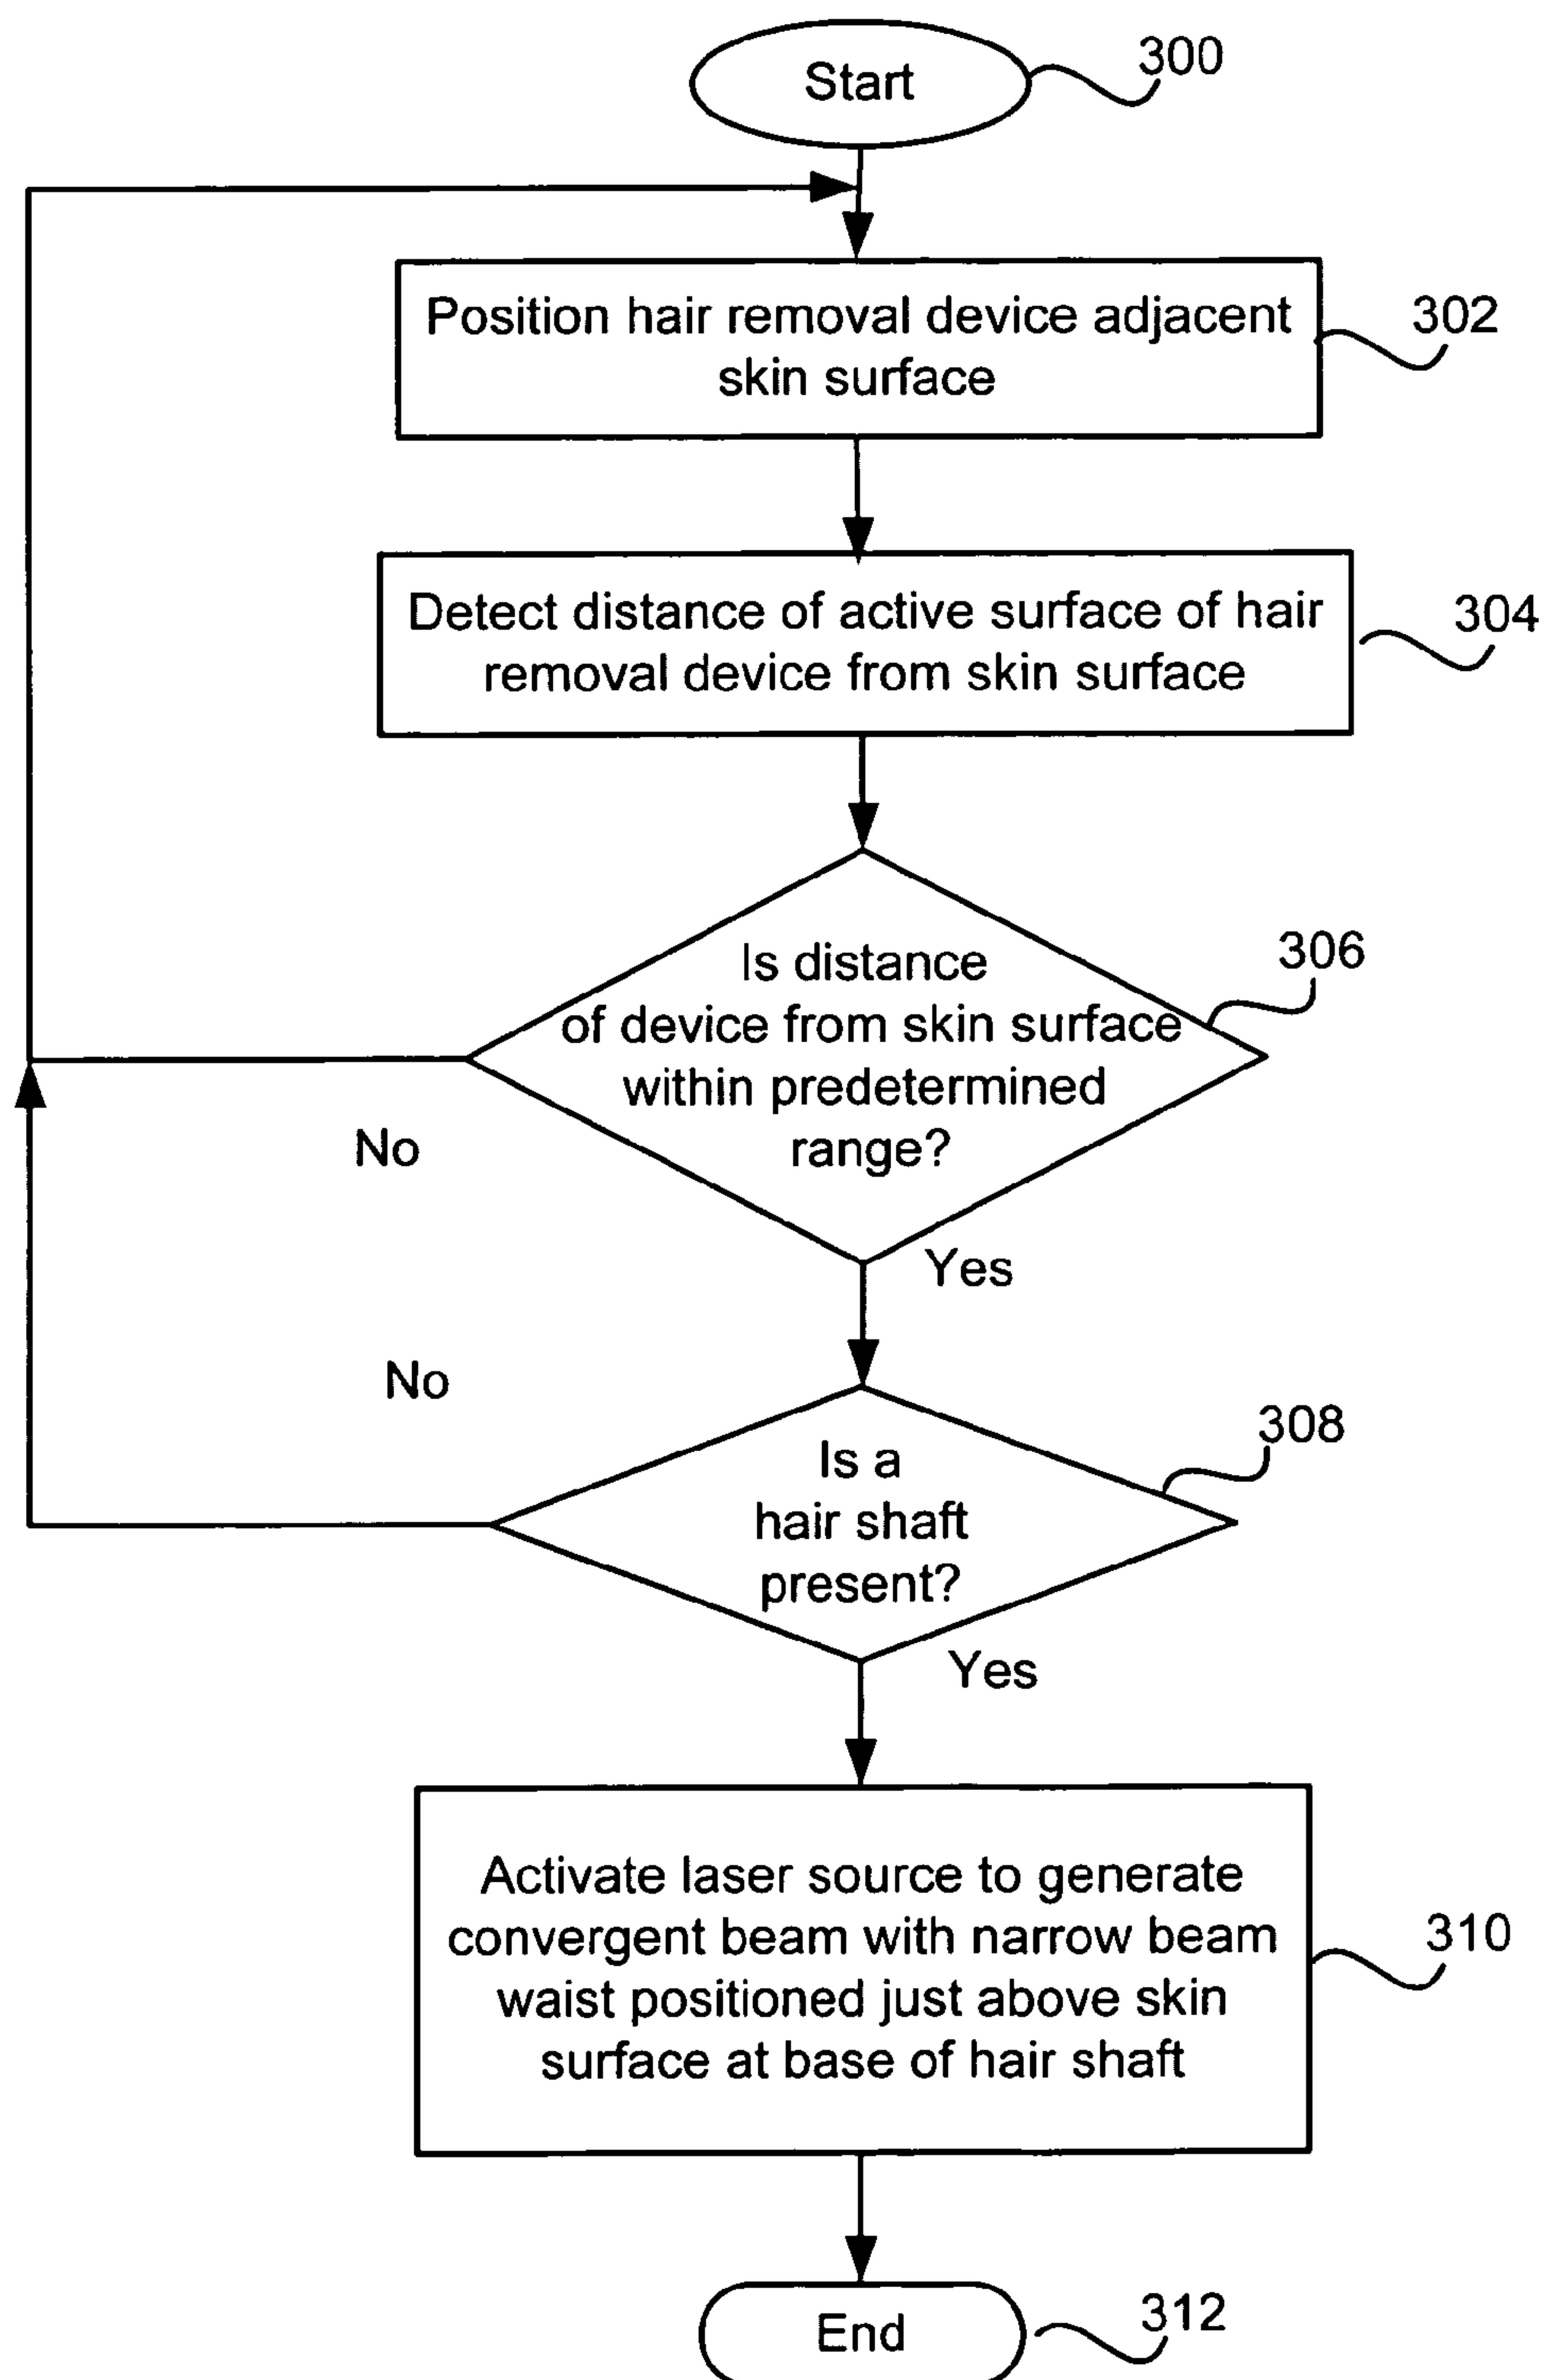 Start
300
Position hair removal device adjacent
skin surface
302
Detect distance of active surface of hair
removal device from skin surface
304
Is distance
of device from skin surface
within predetermined
range?
306
No
Yes
No
Is a
hair shaft
present?
308
Yes
Activate laser source to generate
convergent beam with narrow beam
waist positioned just above skin
surface at base of hair shaft
310
End
312